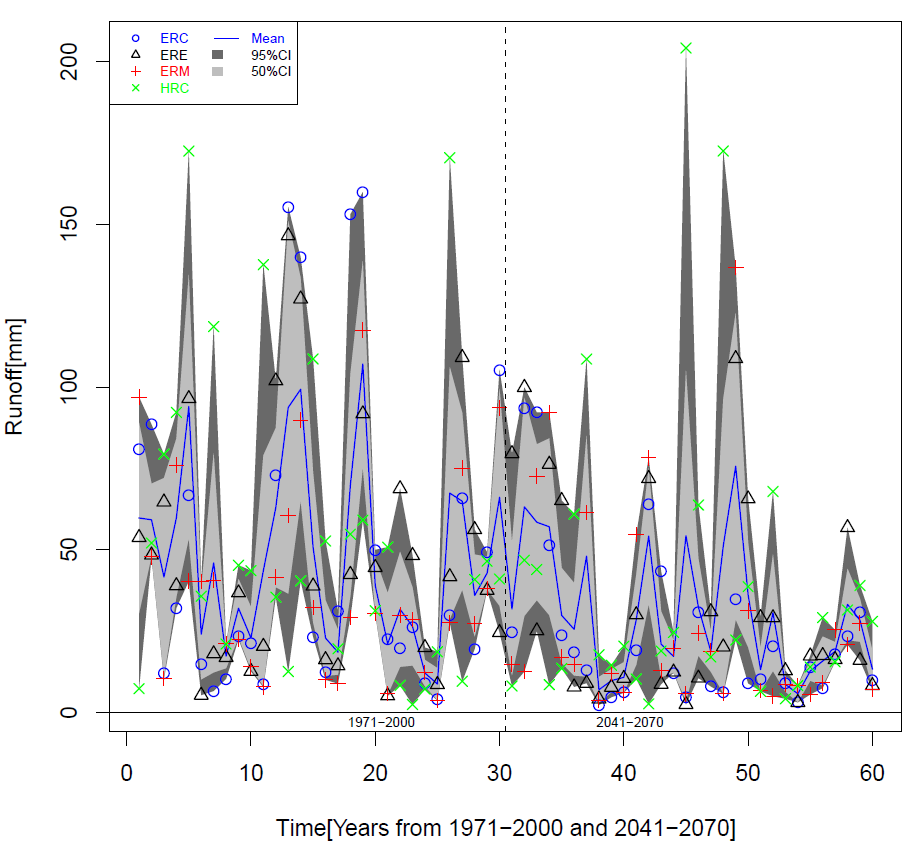 ERC Mean
ERE 95%CI
ERM 50%CI
HRC
200
150
100
50
0
Runoff[mm]
1971−2000 2041−2070
0 10 20 30 40 50 60
Time[Years from 1971−2000 and 2041−2070]